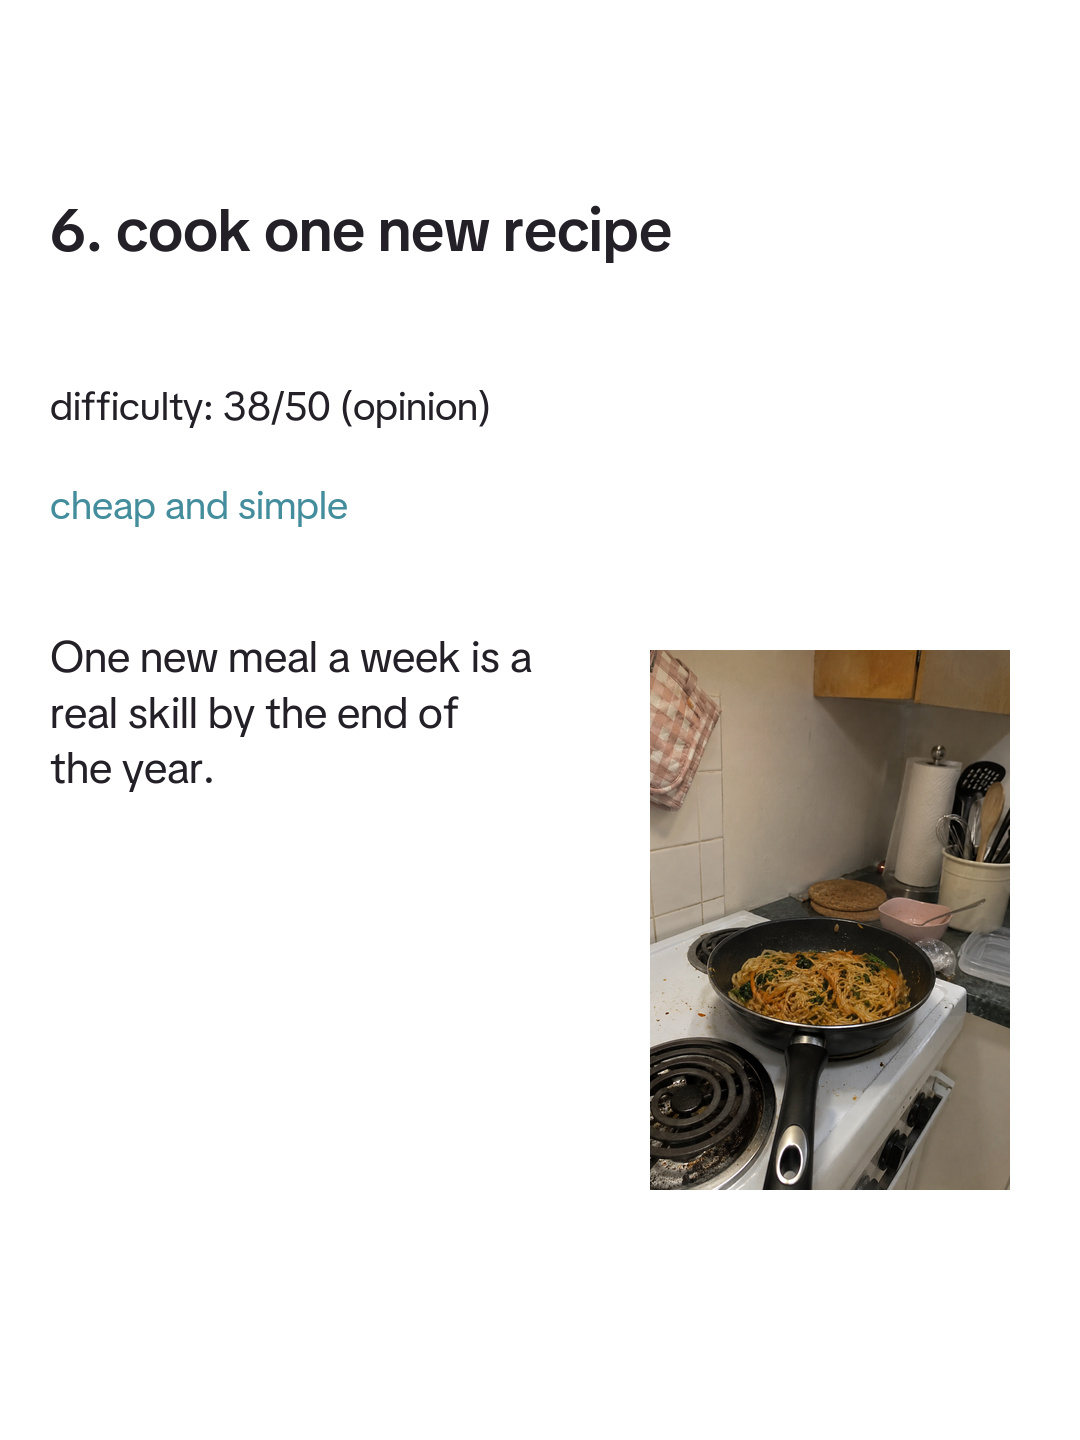 6. cook one new recipe
difficulty: 38/50 (opinion)
cheap and simple
One new meal a week is a
real skill by the end of
the year.